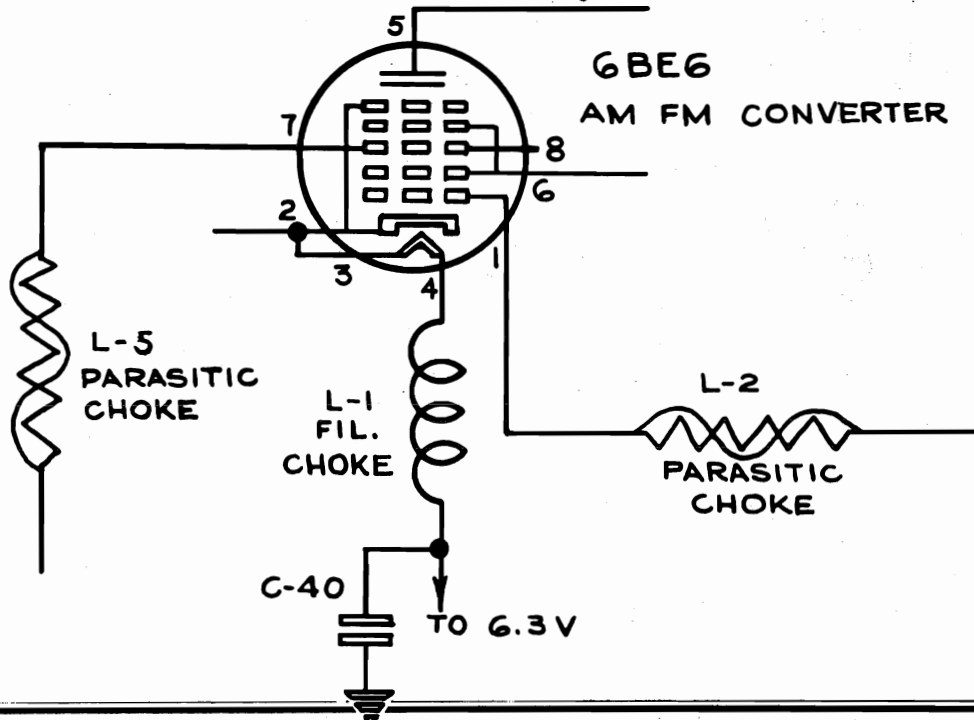 5
6BE6
AM FM CONVERTER
7
8
6
2
3
1
4
L-5
PARASITIC
CHOKE
L-1
FIL.
CHOKE
L-2
PARASITIC
CHOKE
C-40
TO 6.3 V